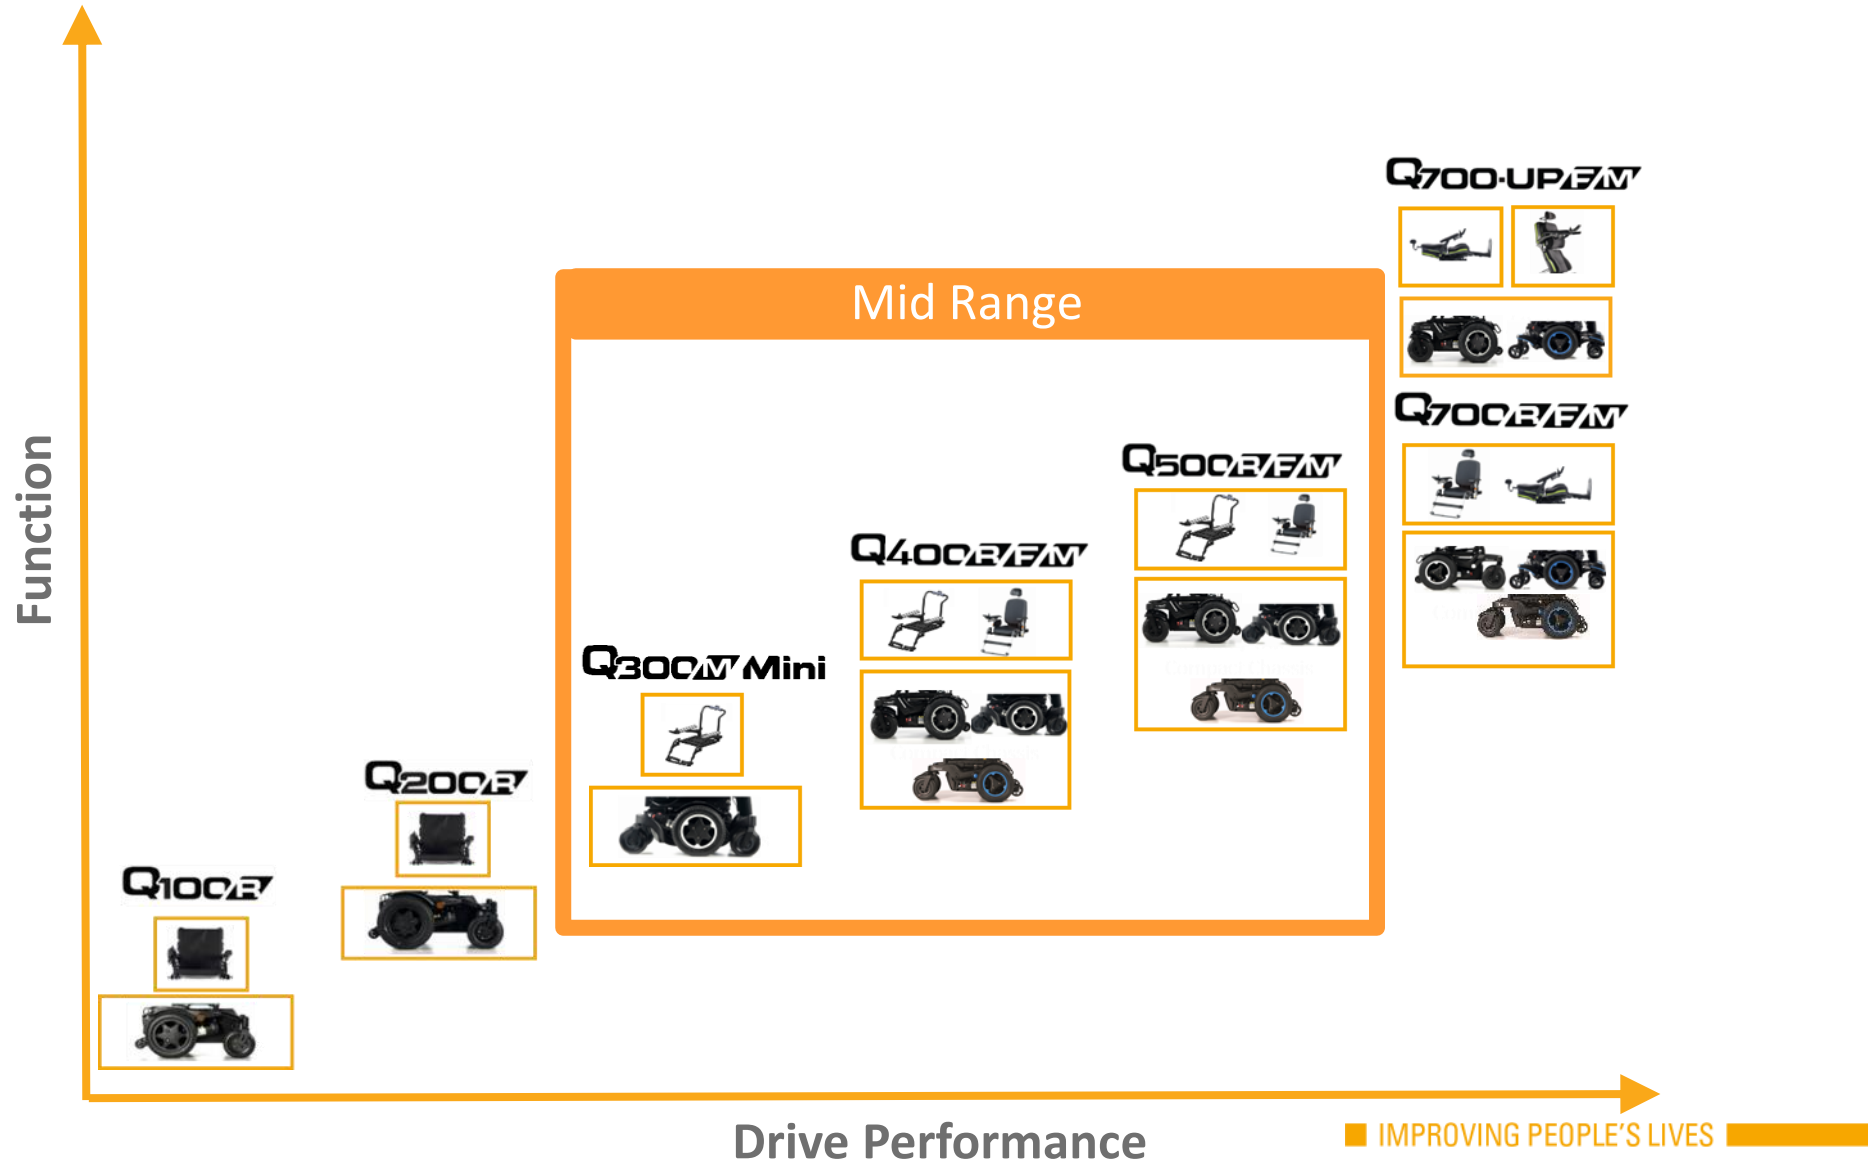 Q700-UP F/M
Mid Range
Q700 R/F/M
Q500 R/F/M
Q400 R/F/M
Q300 M Mini
Q200 R
Q100 R
Function
Drive Performance
IMPROVING PEOPLE'S LIVES